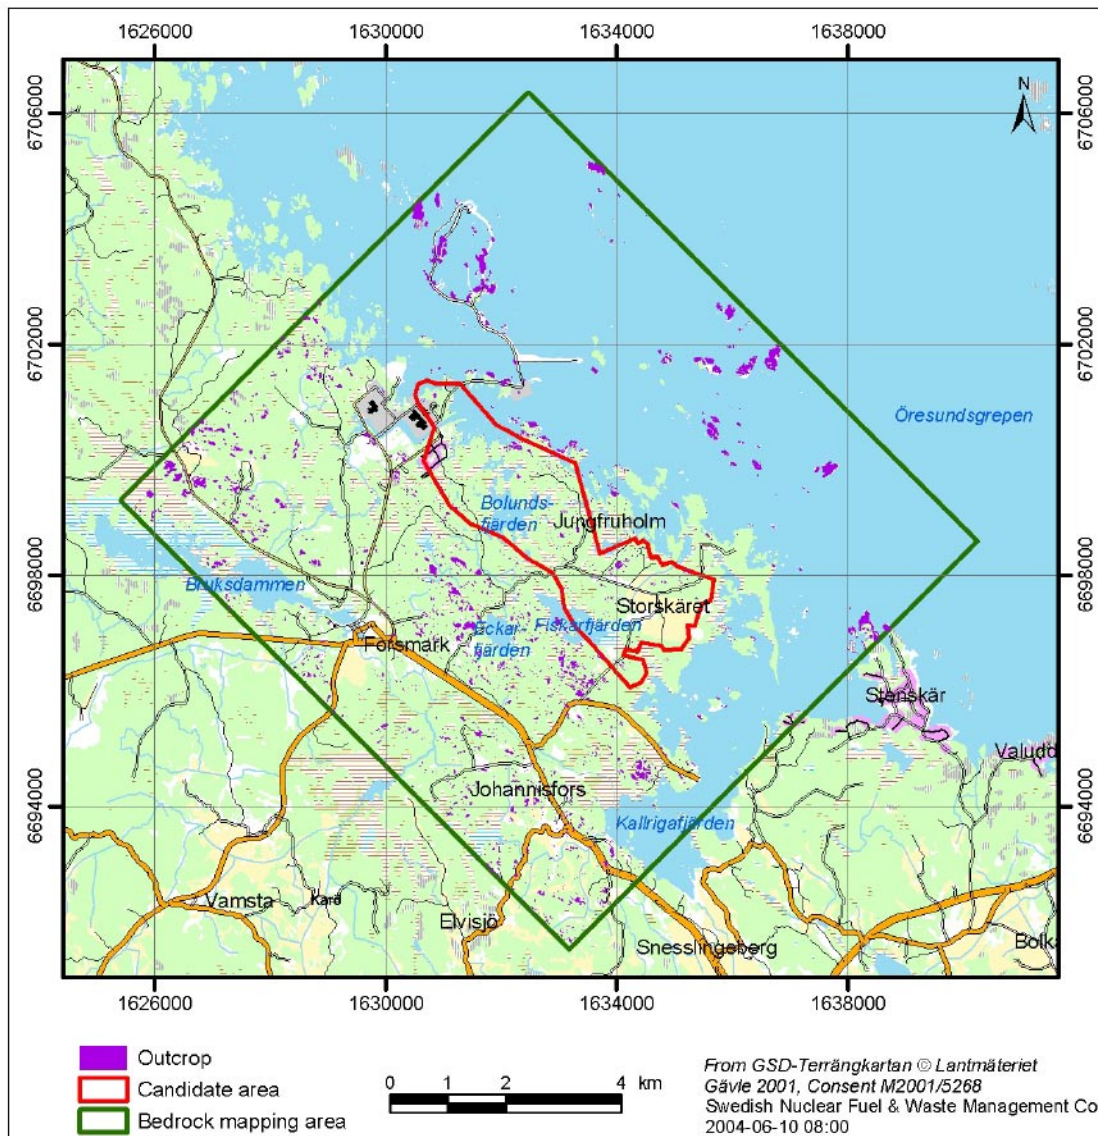 1626000 1630000 1634000 1638000
6706000 6706000
N
6702000 6702000
Öresundsgrepen
Bolunds-
fjärden
Jungfruholm
6698000 6698000
Bruksdammen
Storskäret
Forsmark
Eckar-
fjärden
Fiskarfjärden
Stenskär
Valudd
Johannisfors
6694000 6694000
Kallrigafjärden
Vamsta
Karö
Elvisjö
Snesslingeberg
Bolka
1626000 1630000 1634000 1638000
Outcrop
Candidate area
Bedrock mapping area
0 1 2 4 km
From GSD-Terrängkartan © Lantmäteriet
Gävle 2001, Consent M2001/5268
Swedish Nuclear Fuel & Waste Management Co
2004-06-10 08:00